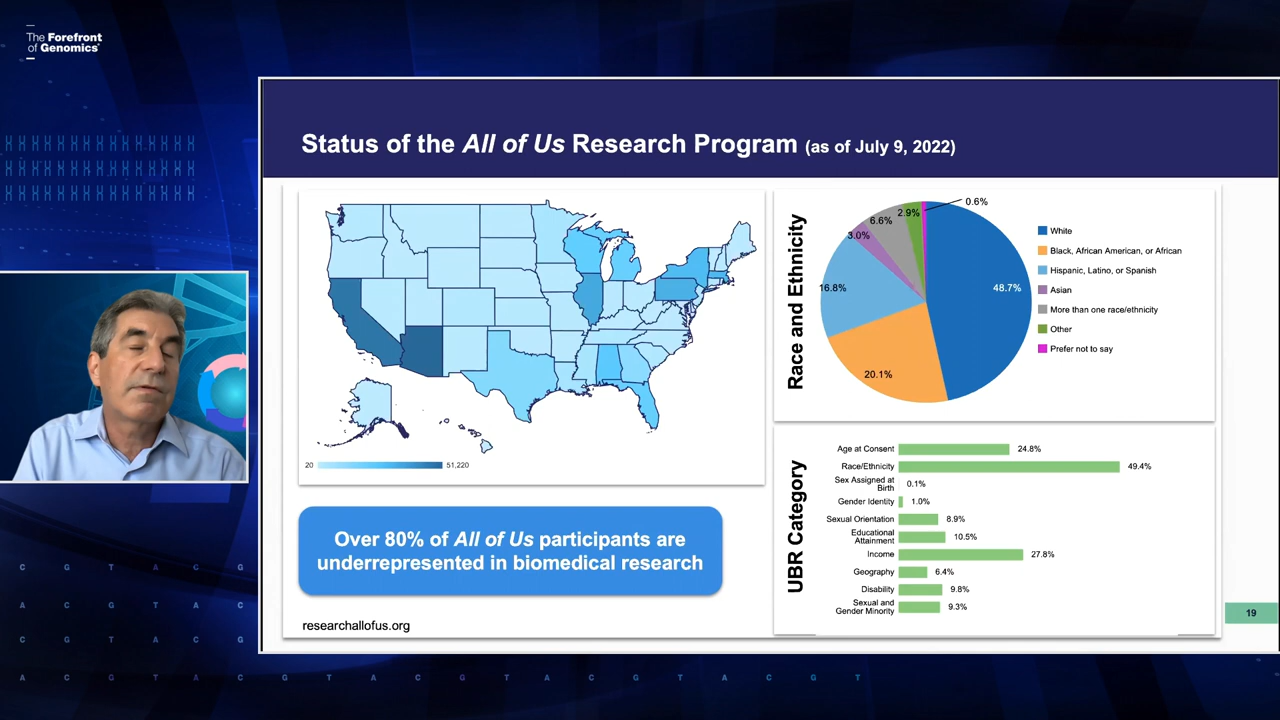 The Forefront
of Genomics®
Status of the All of Us Research Program (as of July 9, 2022)
20
51,220
Over 80% of All of Us participants are
underrepresented in biomedical research
researchallofus.org
Race and Ethnicity
0.6%
2.9%
6.6%
3.0%
16.8%
20.1%
48.7%
White
Black, African American, or African
Hispanic, Latino, or Spanish
Asian
More than one race/ethnicity
Other
Prefer not to say
UBR Category
Age at Consent 24.8%
Race/Ethnicity 49.4%
Sex Assigned at
Birth 0.1%
Gender Identity 1.0%
Sexual Orientation 8.9%
Educational
Attainment 10.5%
Income 27.8%
Geography 6.4%
Disability 9.8%
Sexual and
Gender Minority 9.3%
19
C G T A C G
A C G T A C
C G T A C G
A C G T A C G T A C G T A C G T